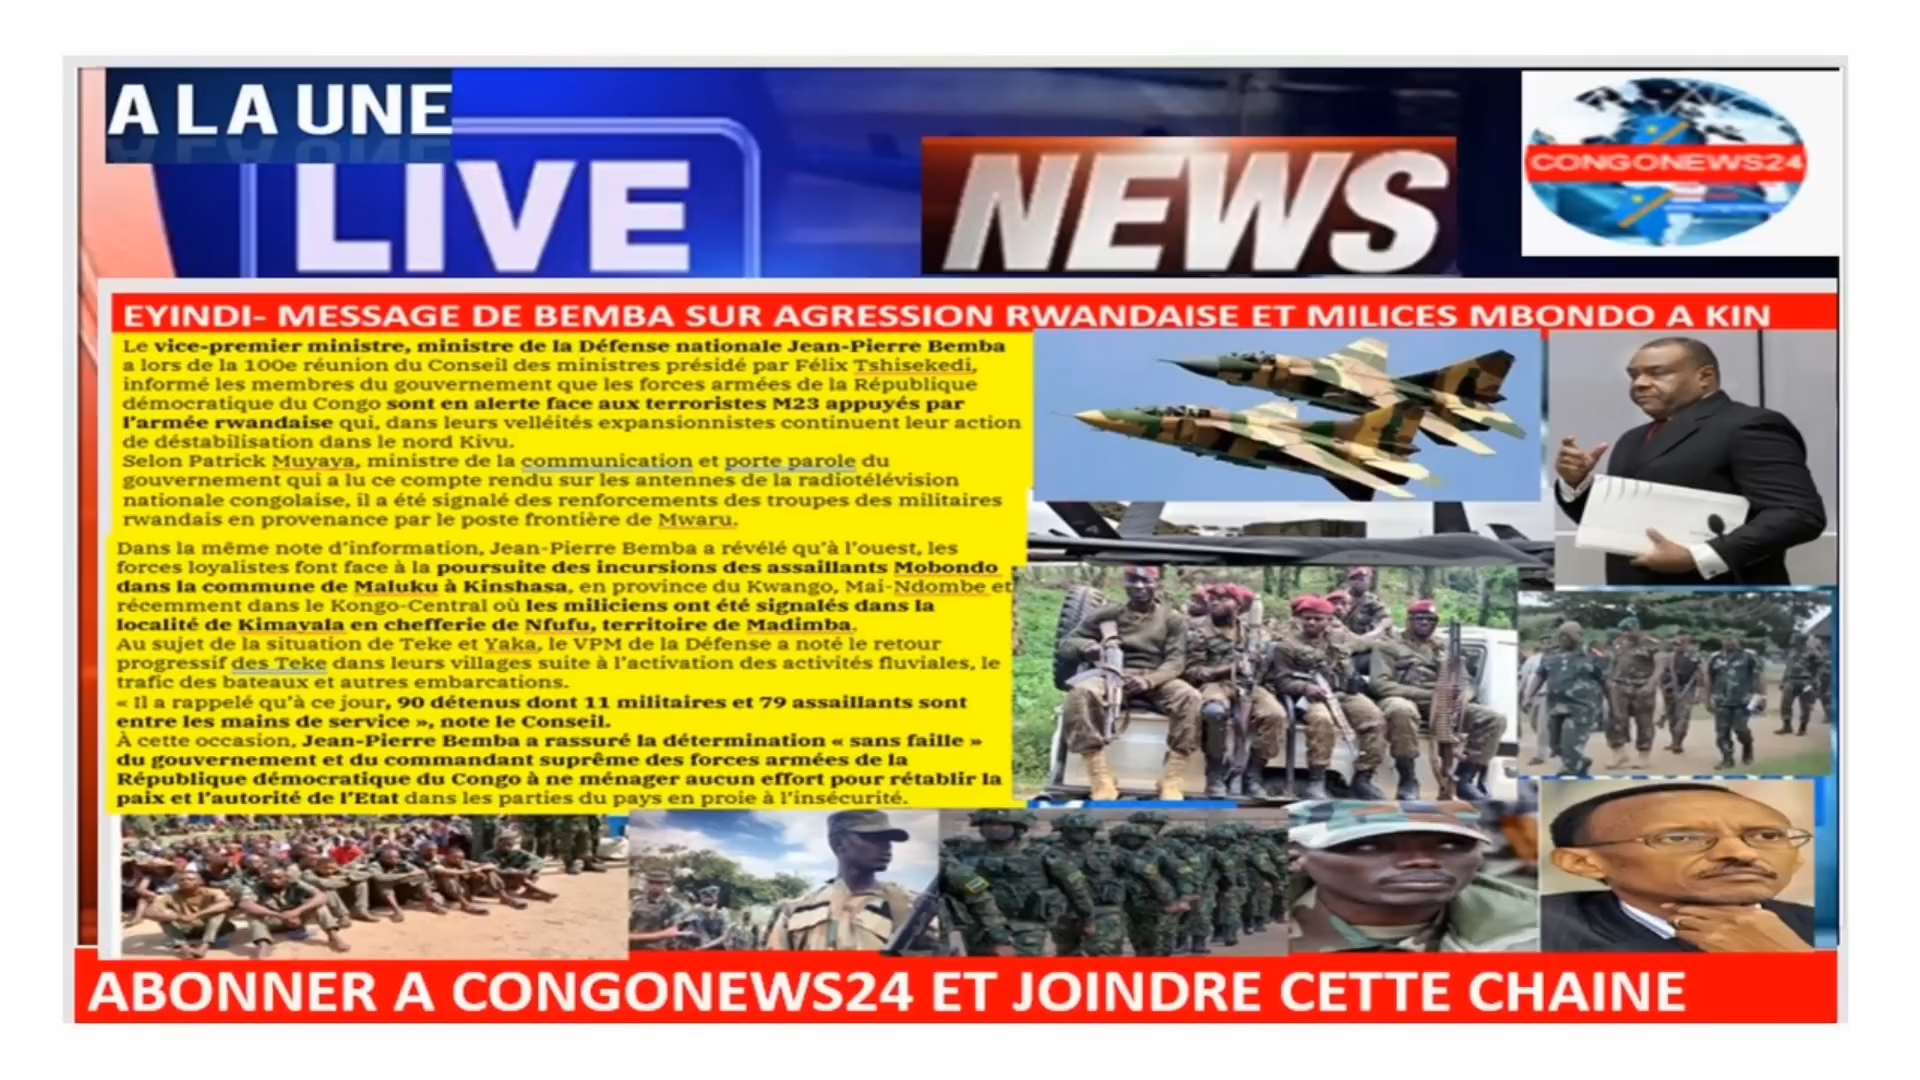 A LA UNE
LIVE
NEWS
CONGONEWS24
EYINDI- MESSAGE DE BEMBA SUR AGRESSION RWANDAISE ET MILICES MBONDO A KIN
Le vice-premier ministre, ministre de la Défense nationale Jean-Pierre Bemba
a lors de la 100e réunion du Conseil des ministres présidé par Félix Tshisekedi,
informé les membres du gouvernement que les forces armées de la République
démocratique du Congo sont en alerte face aux terroristes M23 appuyés par
l'armée rwandaise qui, dans leurs velléités expansionnistes continuent leur action
de déstabilisation dans le nord Kivu.
Selon Patrick Muyaya, ministre de la communication et porte parole du
gouvernement qui a lu ce compte rendu sur les antennes de la radiotélévision
nationale congolaise, il a été signalé des renforcements des troupes des militaires
rwandais en provenance par le poste frontière de Mwaru.
Dans la même note d'information, Jean-Pierre Bemba a révélé qu'à l'ouest, les
forces loyalistes font face à la poursuite des incursions des assaillants Mobondo
dans la commune de Maluku à Kinshasa, en province du Kwango, Mai-Ndombe et
récemment dans le Kongo-Central où les miliciens ont été signalés dans la
localité de Kimayala en chefferie de Nfufu, territoire de Madimba.
Au sujet de la situation de Teke et Yaka, le VPM de la Défense a noté le retour
progressif des Teke dans leurs villages suite à l'activation des activités fluviales, le
trafic des bateaux et autres embarcations.
« Il a rappelé qu'à ce jour, 90 détenus dont 11 militaires et 79 assaillants sont
entre les mains de service », note le Conseil.
À cette occasion, Jean-Pierre Bemba a rassuré la détermination « sans faille »
du gouvernement et du commandant suprême des forces armées de la
République démocratique du Congo à ne ménager aucun effort pour rétablir la
paix et l'autorité de l'Etat dans les parties du pays en proie à l'insécurité.
ABONNER A CONGONEWS24 ET JOINDRE CETTE CHAINE